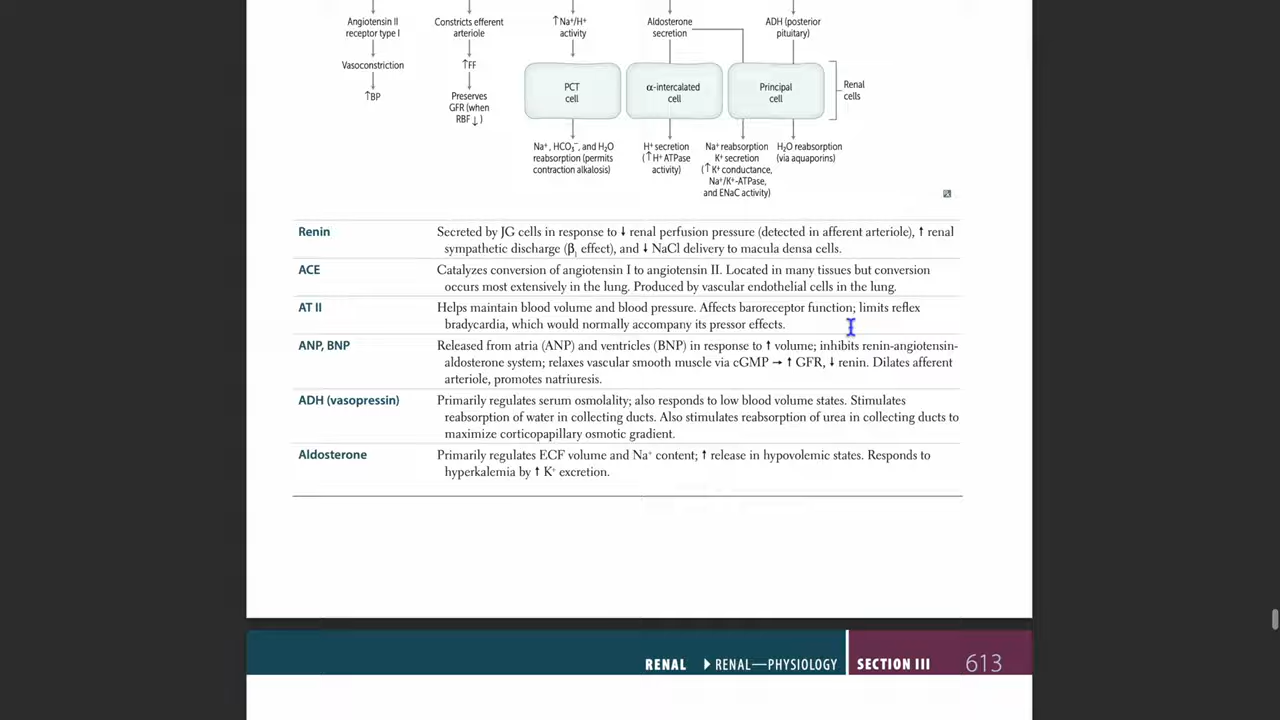 Angiotensin II
receptor type I
Vasoconstriction
↑BP
Constricts efferent
arteriole
↑FF
Preserves
GFR (when
RBF ↓)
↑Na⁺/H⁺
activity
PCT
cell
Na⁺, HCO₃⁻, and H₂O
reabsorption (permits
contraction alkalosis)
Aldosterone
secretion
α-intercalated
cell
H⁺ secretion
(↑H⁺ ATPase
activity)
ADH (posterior
pituitary)
Principal
cell
Renal
cells
Na⁺ reabsorption
K⁺ secretion
(↑K⁺ conductance,
Na⁺/K⁺-ATPase,
and ENaC activity)
H₂O reabsorption
(via aquaporins)
Renin
Secreted by JG cells in response to ↓ renal perfusion pressure (detected in afferent arteriole), ↑ renal
sympathetic discharge (β₁ effect), and ↓ NaCl delivery to macula densa cells.
ACE
Catalyzes conversion of angiotensin I to angiotensin II. Located in many tissues but conversion
occurs most extensively in the lung. Produced by vascular endothelial cells in the lung.
AT II
Helps maintain blood volume and blood pressure. Affects baroreceptor function; limits reflex
bradycardia, which would normally accompany its pressor effects.
ANP, BNP
Released from atria (ANP) and ventricles (BNP) in response to ↑ volume; inhibits renin-angiotensin-
aldosterone system; relaxes vascular smooth muscle via cGMP → ↑ GFR, ↓ renin. Dilates afferent
arteriole, promotes natriuresis.
ADH (vasopressin)
Primarily regulates serum osmolality; also responds to low blood volume states. Stimulates
reabsorption of water in collecting ducts. Also stimulates reabsorption of urea in collecting ducts to
maximize corticopapillary osmotic gradient.
Aldosterone
Primarily regulates ECF volume and Na⁺ content; ↑ release in hypovolemic states. Responds to
hyperkalemia by ↑ K⁺ excretion.
RENAL ▶ RENAL—PHYSIOLOGY SECTION III 613